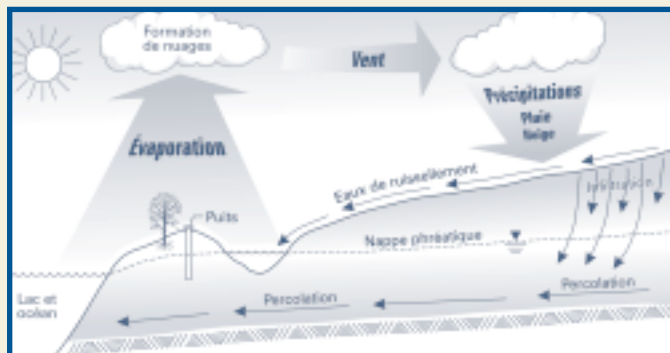 Formation
de nuages
Vent
Précipitations
Pluie
Neige
Évaporation
Eaux de ruissellement
Infiltration
Puits
Nappe phréatique
Lac et
océan
Percolation
Percolation